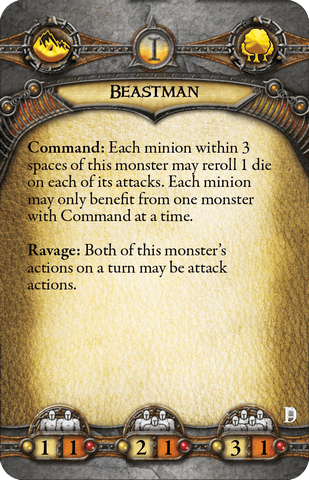 I
Beastman
Command: Each minion within 3
spaces of this monster may reroll 1 die
on each of its attacks. Each minion
may only benefit from one monster
with Command at a time.
Ravage: Both of this monster's
actions on a turn may be attack
actions.
D
1 1 2 1 3 1